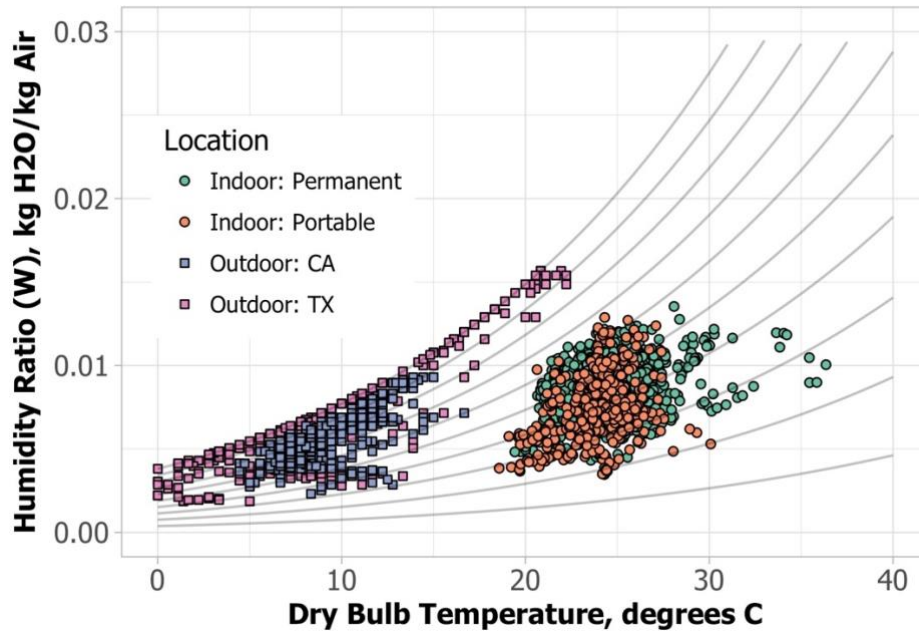 Humidity Ratio (W), kg H2O/kg Air
0.03
0.02
0.01
0.00
Location
Indoor: Permanent
Indoor: Portable
Outdoor: CA
Outdoor: TX
0
10
20
30
40
Dry Bulb Temperature, degrees C